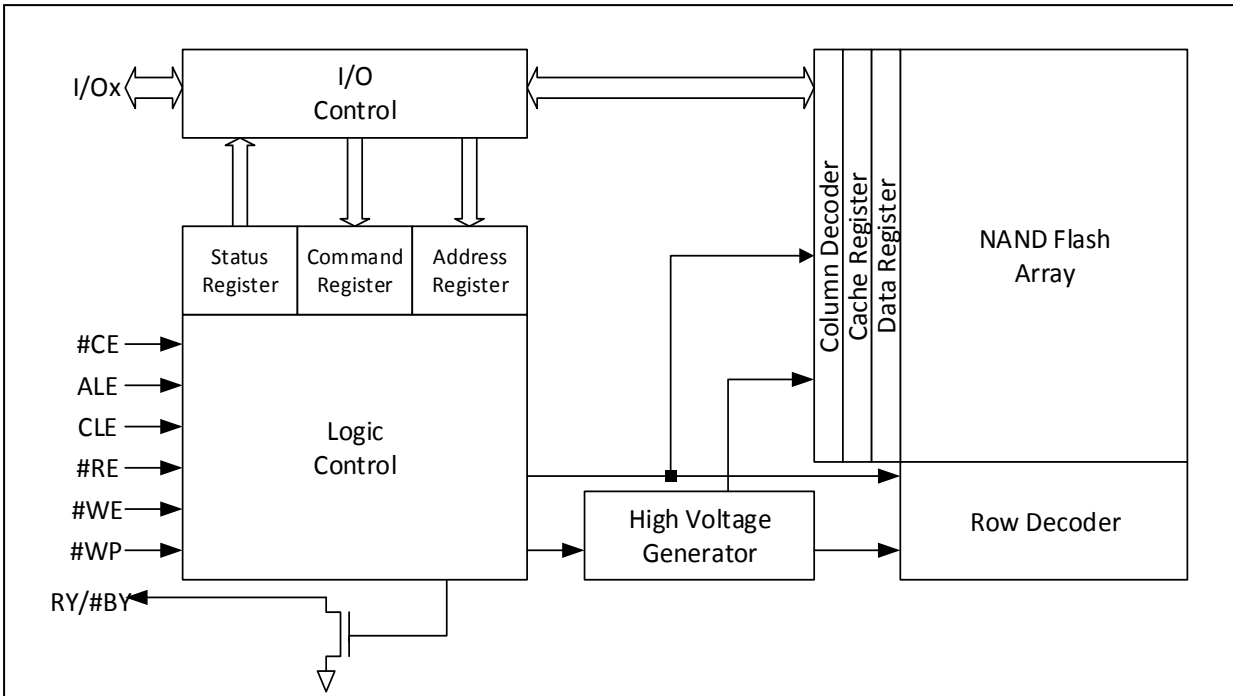 I/Ox
I/O
Control
Status
Register
Command
Register
Address
Register
#CE
ALE
CLE
#RE
#WE
#WP
RY/#BY
Logic
Control
High Voltage
Generator
Column Decoder
Cache Register
Data Register
NAND Flash
Array
Row Decoder